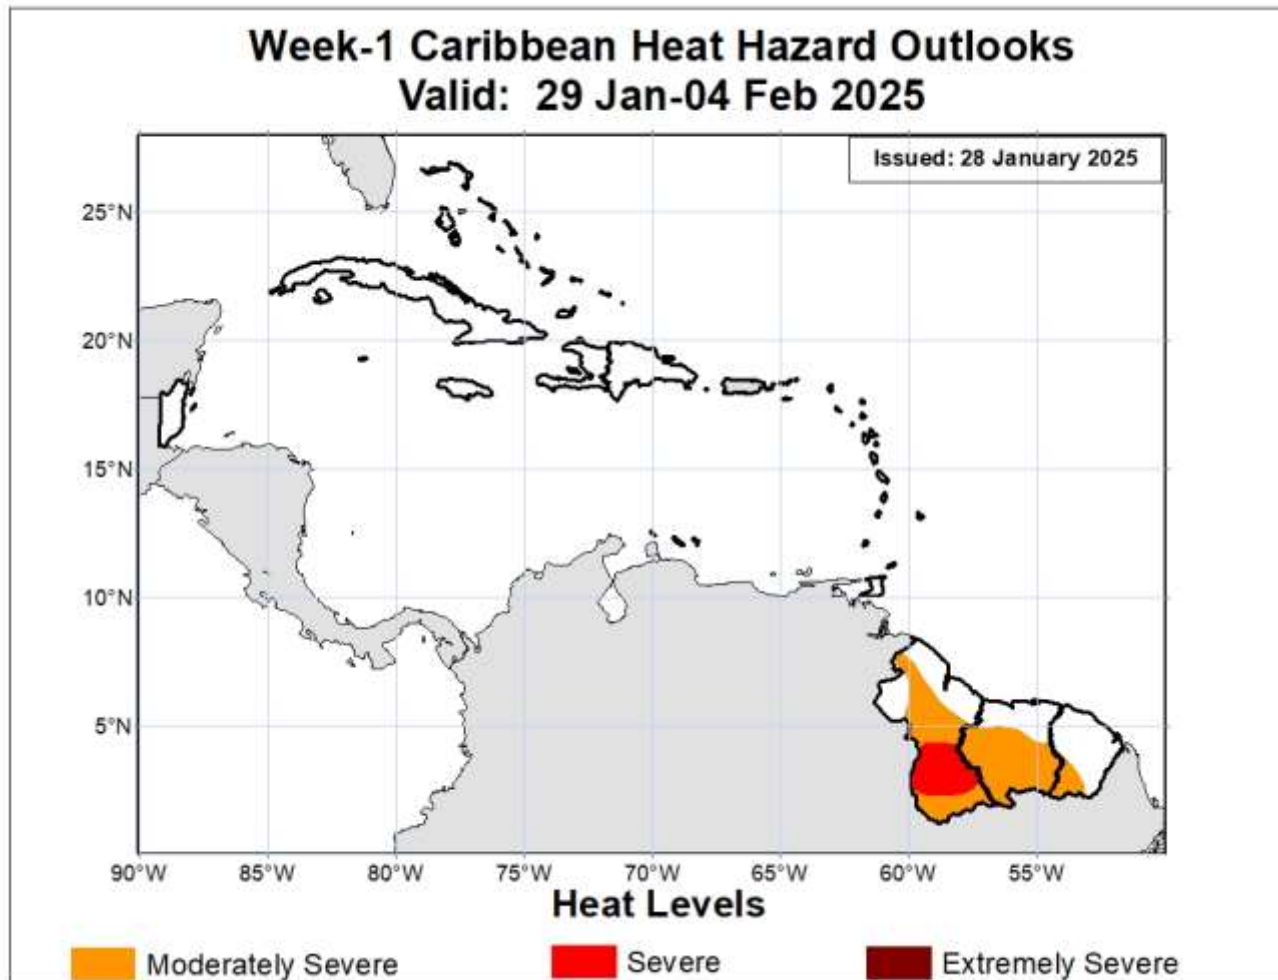 Week-1 Caribbean Heat Hazard Outlooks
Valid: 29 Jan-04 Feb 2025
Issued: 28 January 2025
25°N
20°N
15°N
10°N
5°N
90°W 85°W 80°W 75°W 70°W 65°W 60°W 55°W
Heat Levels
Moderately Severe Severe Extremely Severe